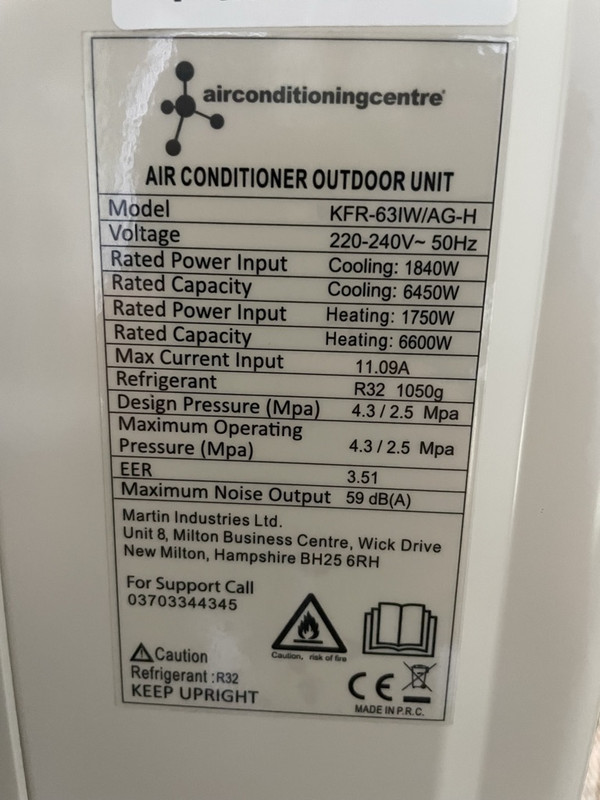 airconditioningcentre®
AIR CONDITIONER OUTDOOR UNIT
Model KFR-63IW/AG-H
Voltage 220-240V~ 50Hz
Rated Power Input Cooling: 1840W
Rated Capacity Cooling: 6450W
Rated Power Input Heating: 1750W
Rated Capacity Heating: 6600W
Max Current Input 11.09A
Refrigerant R32 1050g
Design Pressure (Mpa) 4.3 / 2.5 Mpa
Maximum Operating
Pressure (Mpa) 4.3 / 2.5 Mpa
EER 3.51
Maximum Noise Output 59 dB(A)
Martin Industries Ltd.
Unit 8, Milton Business Centre, Wick Drive
New Milton, Hampshire BH25 6RH
For Support Call
03703344345
Caution, risk of fire
Caution
Refrigerant :R32
KEEP UPRIGHT
CE
MADE IN P.R.C.